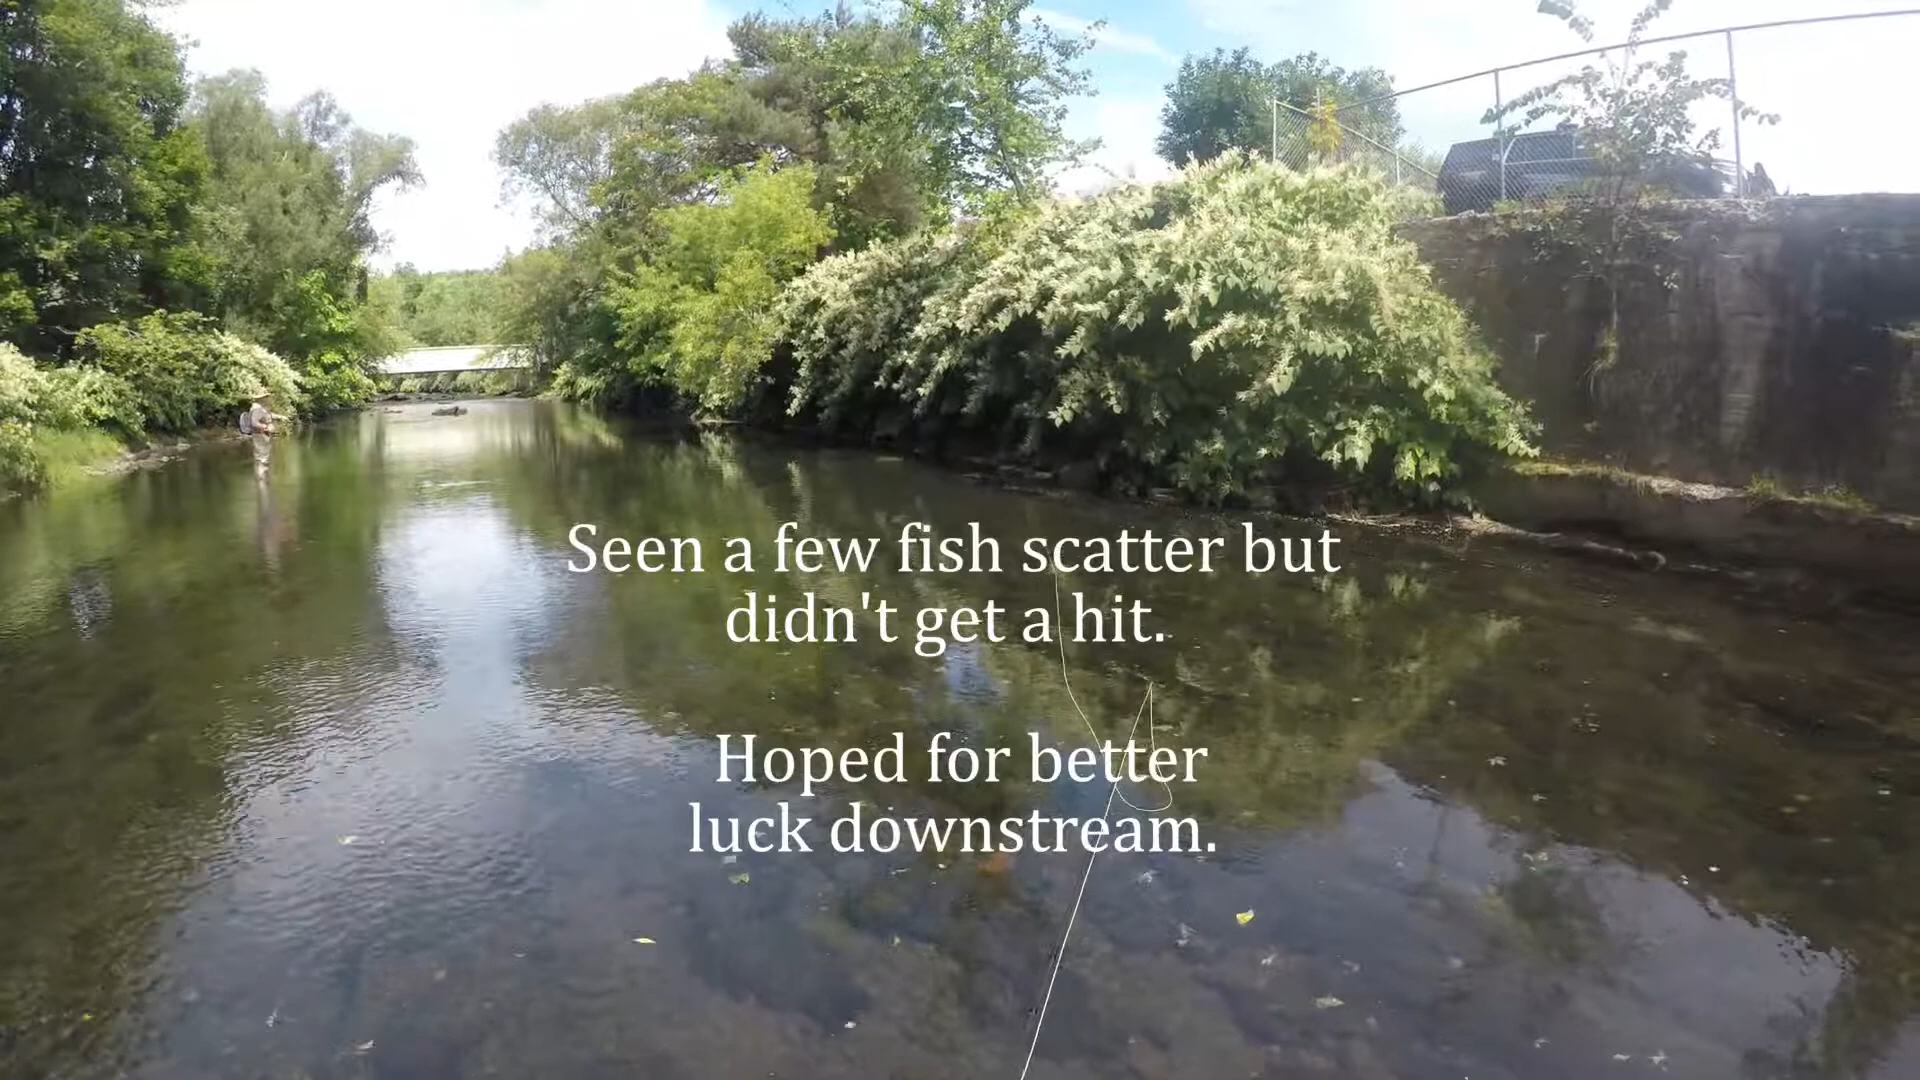 Seen a few fish scatter but
didn't get a hit.
Hoped for better
luck downstream.